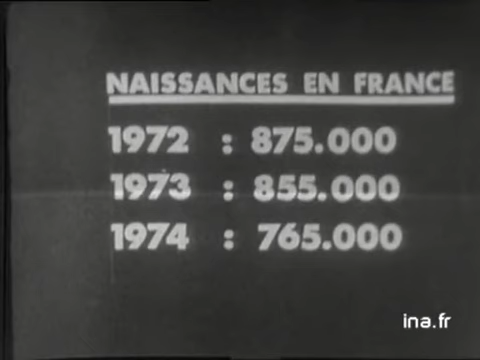 NAISSANCES EN FRANCE
1972 : 875.000
1973 : 855.000
1974 : 765.000
ina.fr